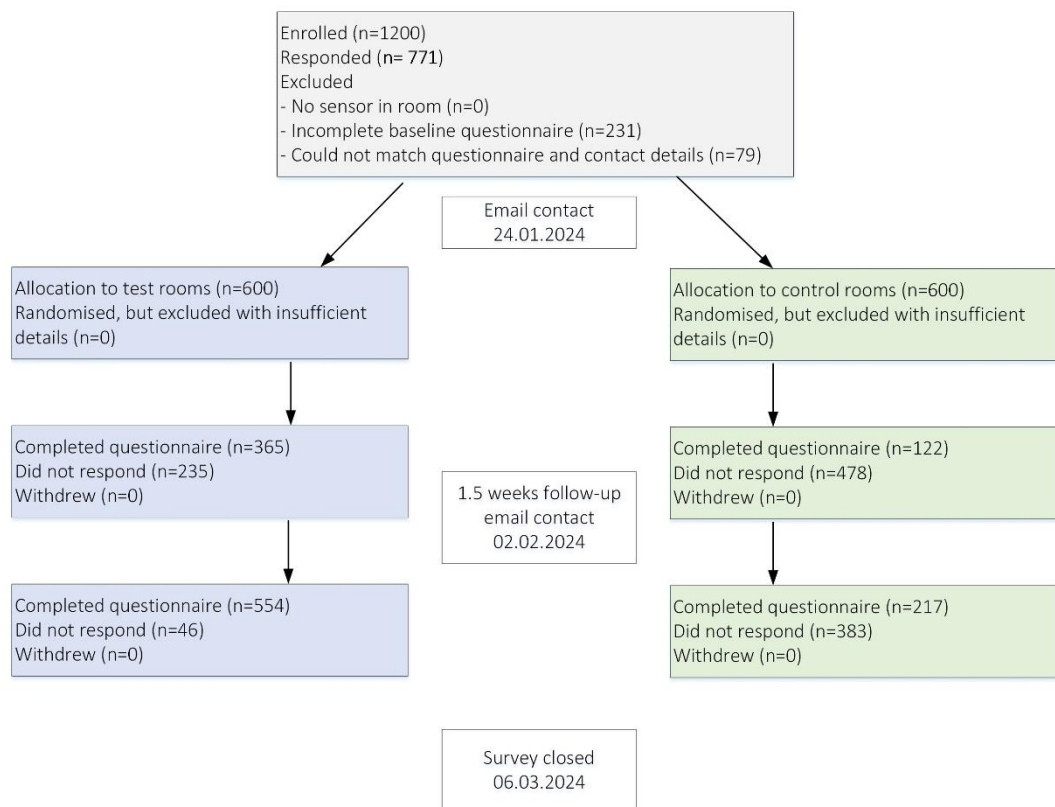 Enrolled (n=1200)
Responded (n= 771)
Excluded
- No sensor in room (n=0)
- Incomplete baseline questionnaire (n=231)
- Could not match questionnaire and contact details (n=79)
Email contact
24.01.2024
Allocation to test rooms (n=600)
Randomised, but excluded with insufficient
details (n=0)
Allocation to control rooms (n=600)
Randomised, but excluded with insufficient
details (n=0)
Completed questionnaire (n=365)
Did not respond (n=235)
Withdrew (n=0)
Completed questionnaire (n=122)
Did not respond (n=478)
Withdrew (n=0)
1.5 weeks follow-up
email contact
02.02.2024
Completed questionnaire (n=554)
Did not respond (n=46)
Withdrew (n=0)
Completed questionnaire (n=217)
Did not respond (n=383)
Withdrew (n=0)
Survey closed
06.03.2024